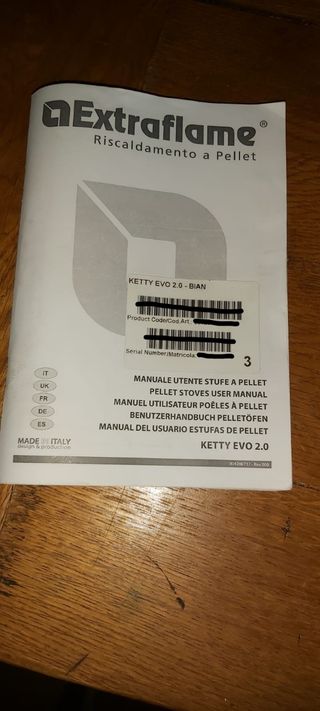 Extraflame®
Riscaldamento a Pellet
KETTY EVO 2.0 - BIAN
Product Code/Cod.Art.:
Serial Number/Matricola:
3
IT
UK
FR
DE
ES
MANUALE UTENTE STUFE A PELLET
PELLET STOVES USER MANUAL
MANUEL UTILISATEUR POÊLES À PELLET
BENUTZERHANDBUCH PELLETÖFEN
MANUAL DEL USUARIO ESTUFAS DE PELLET
KETTY EVO 2.0
MADE IN ITALY
design & production